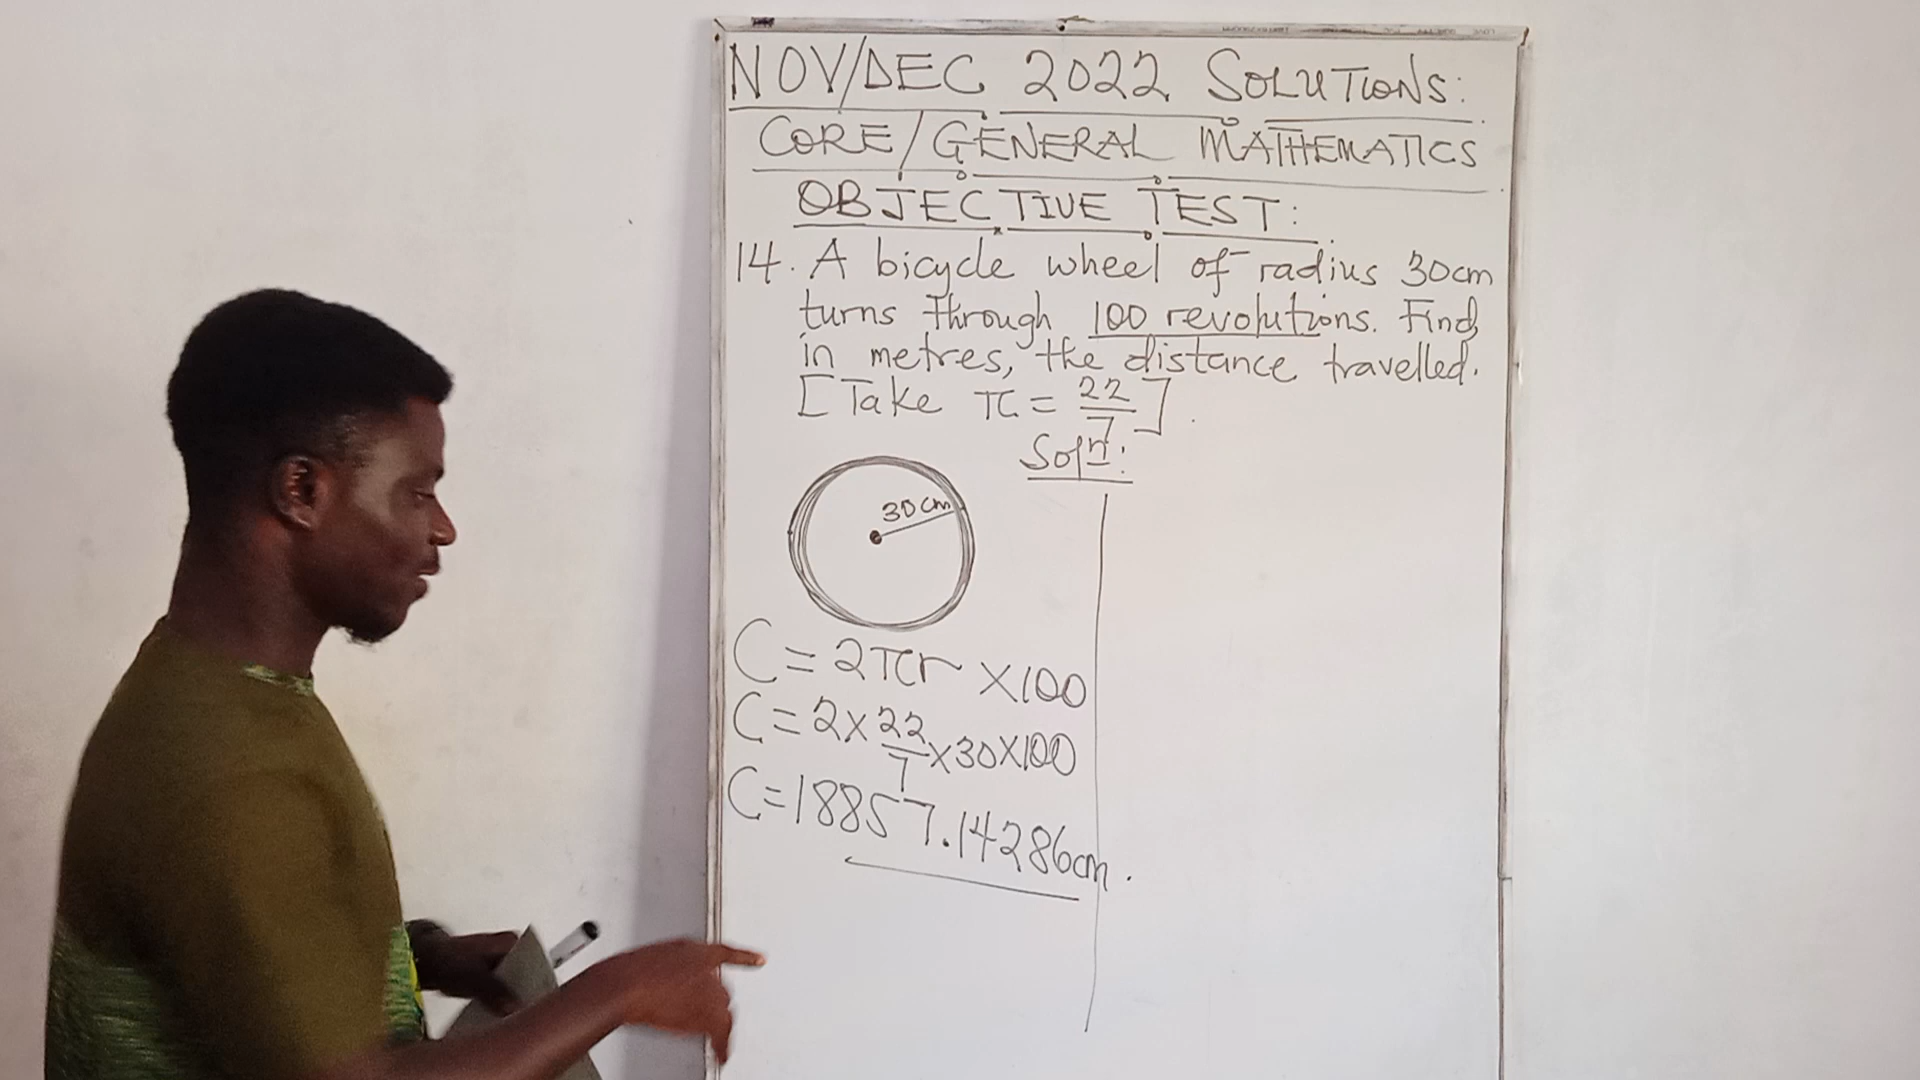 NOV/DEC 2022 SOLUTIONS:
CORE/GENERAL MATHEMATICS
OBJECTIVE TEST:
14. A bicycle wheel of radius 30cm
turns through 100 revolutions. Find,
in metres, the distance travelled.
[Take π = 22/7].
Soln:
30cm
C = 2πr ×100
C = 2×22/7×30×100
C=18857.14286cm.